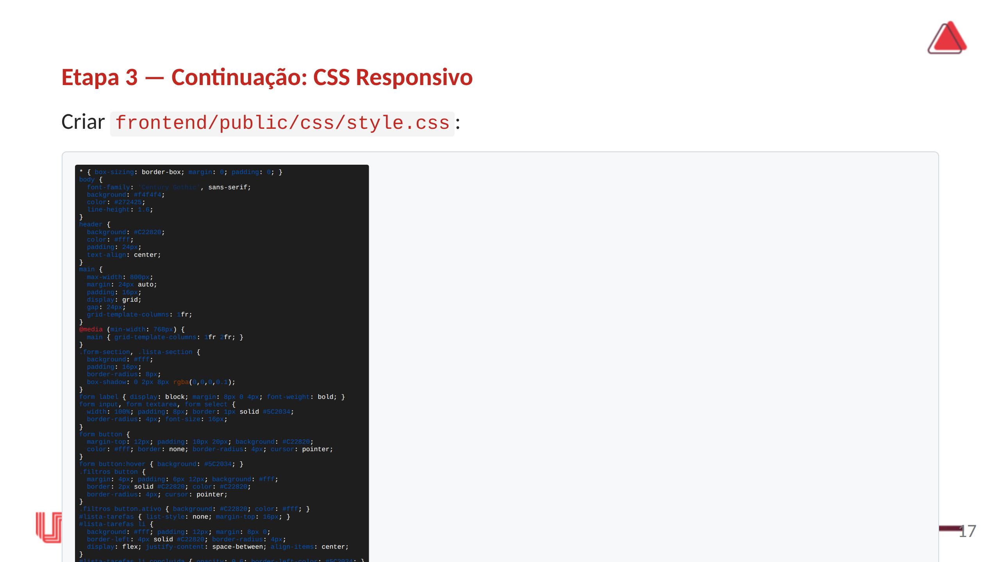 Etapa 3 — Continuação: CSS Responsivo
Criar frontend/public/css/style.css:
* { box-sizing: border-box; margin: 0; padding: 0; }
body {
  font-family: 'Century Gothic', sans-serif;
  background: #f4f4f4;
  color: #272425;
  line-height: 1.6;
}
header {
  background: #C22820;
  color: #fff;
  padding: 24px;
  text-align: center;
}
main {
  max-width: 800px;
  margin: 24px auto;
  padding: 16px;
  display: grid;
  gap: 24px;
  grid-template-columns: 1fr;
}
@media (min-width: 768px) {
  main { grid-template-columns: 1fr 2fr; }
}
.form-section, .lista-section {
  background: #fff;
  padding: 16px;
  border-radius: 8px;
  box-shadow: 0 2px 8px rgba(0,0,0,0.1);
}
form label { display: block; margin: 8px 0 4px; font-weight: bold; }
form input, form textarea, form select {
  width: 100%; padding: 8px; border: 1px solid #5C2034;
  border-radius: 4px; font-size: 16px;
}
form button {
  margin-top: 12px; padding: 10px 20px; background: #C22820;
  color: #fff; border: none; border-radius: 4px; cursor: pointer;
}
form button:hover { background: #5C2034; }
.filtros button {
  margin: 4px; padding: 6px 12px; background: #fff;
  border: 2px solid #C22820; color: #C22820;
  border-radius: 4px; cursor: pointer;
}
.filtros button.ativo { background: #C22820; color: #fff; }
#lista-tarefas { list-style: none; margin-top: 16px; }
#lista-tarefas li {
  background: #fff; padding: 12px; margin: 8px 0;
  border-left: 4px solid #C22820; border-radius: 4px;
  display: flex; justify-content: space-between; align-items: center;
}
#lista-tarefas li.concluida { opacity: 0.6; border-left-color: #5C2034; }
17